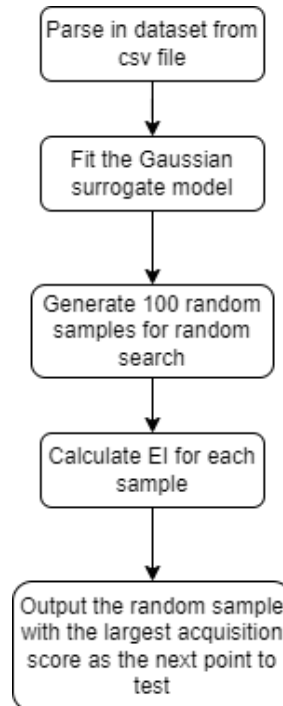 Parse in dataset from
csv file
Fit the Gaussian
surrogate model
Generate 100 random
samples for random
search
Calculate EI for each
sample
Output the random sample
with the largest acquisition
score as the next point to
test